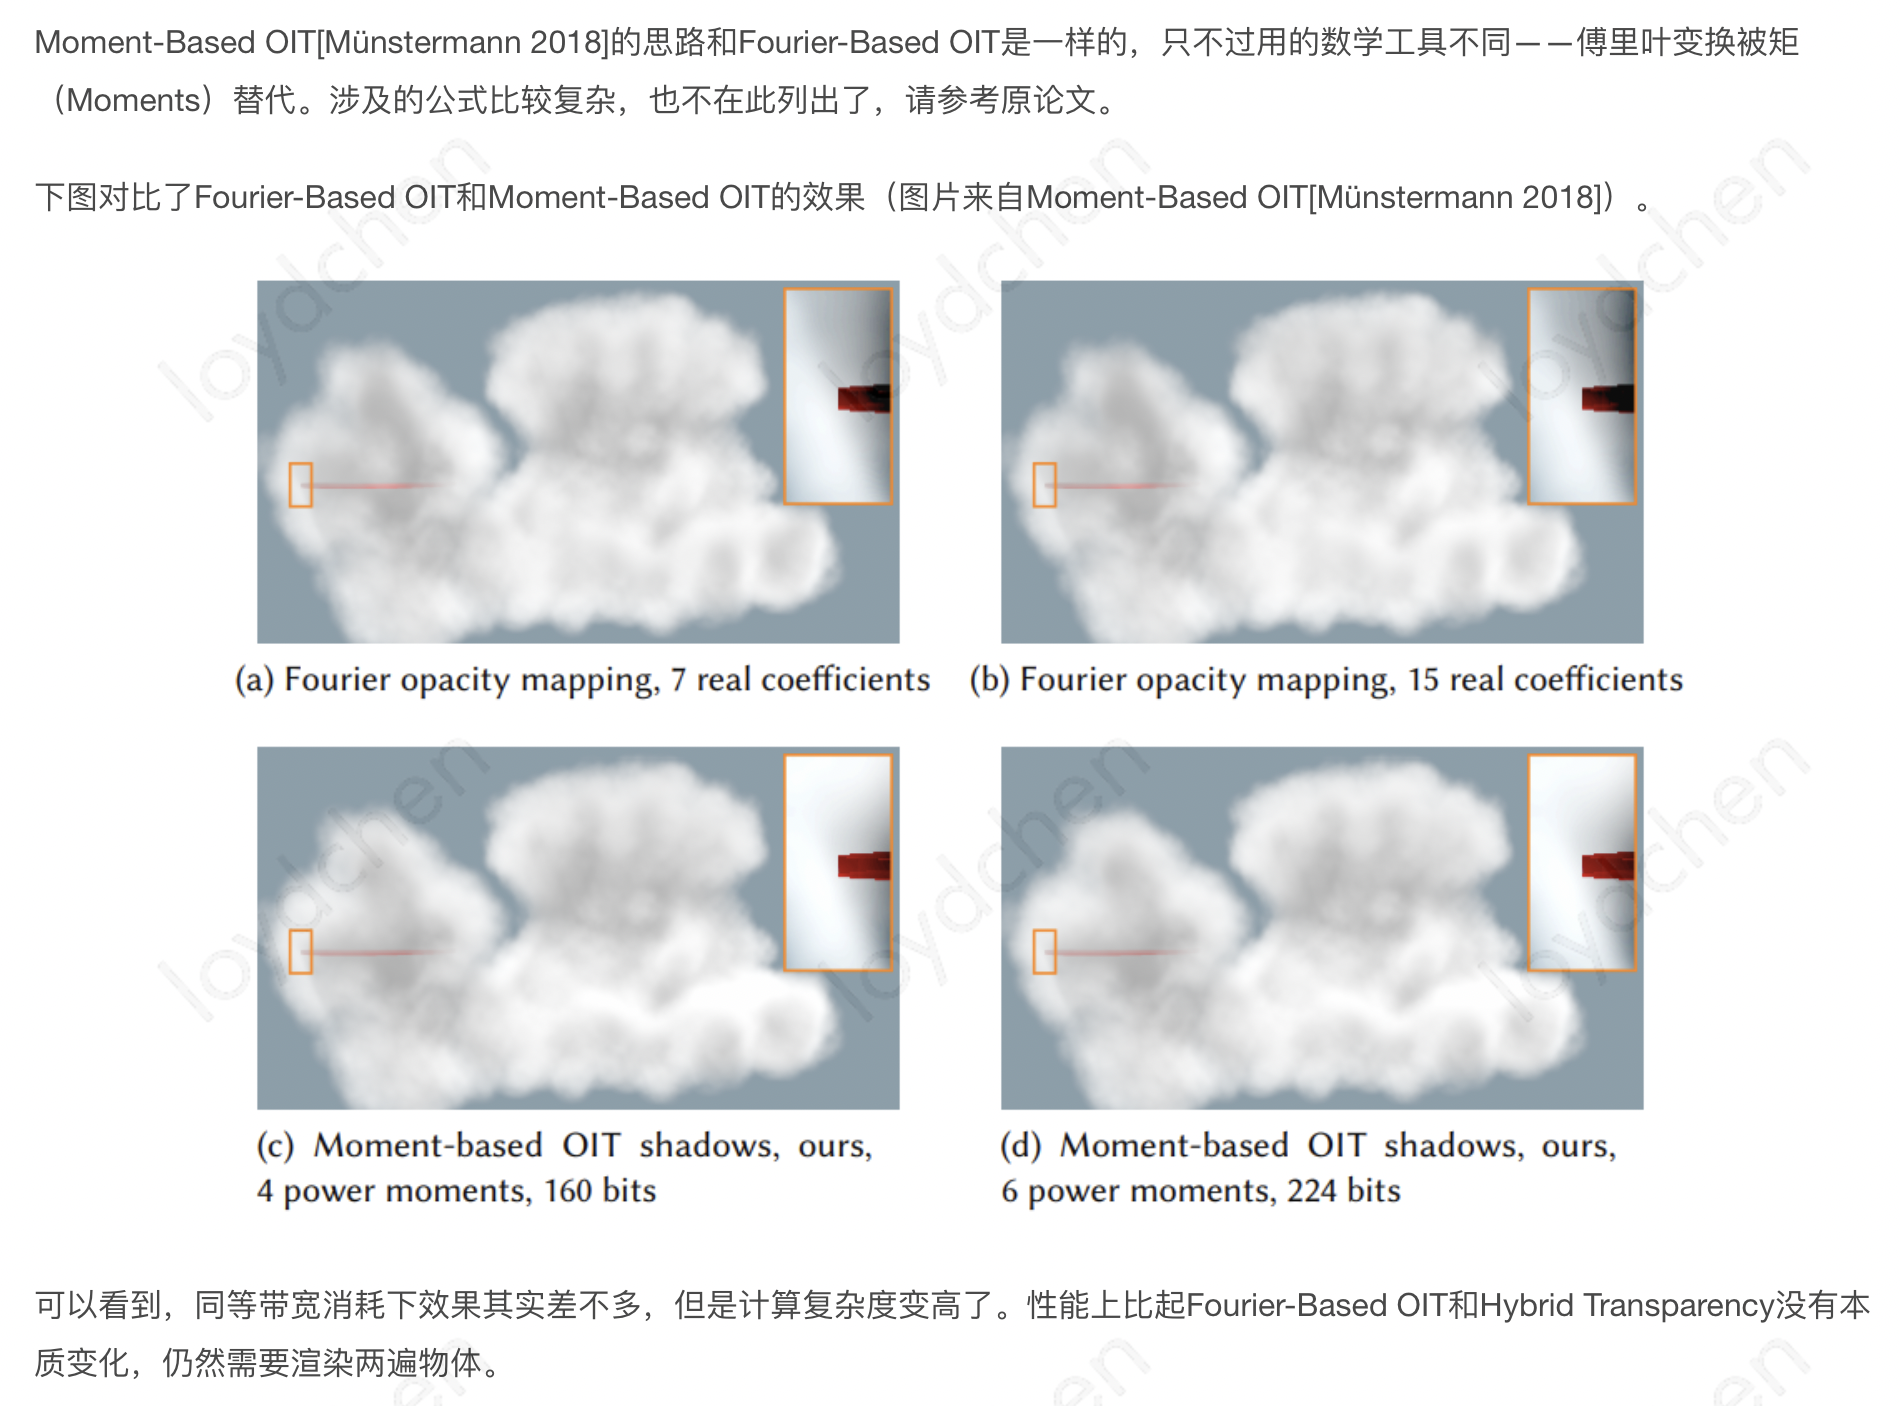 Moment-Based OIT[Münstermann 2018]的思路和Fourier-Based OIT是一样的，只不过用的数学工具不同——傅里叶变换被矩
（Moments）替代。涉及的公式比较复杂，也不在此列出了，请参考原论文。
下图对比了Fourier-Based OIT和Moment-Based OIT的效果（图片来自Moment-Based OIT[Münstermann 2018]）。
(a) Fourier opacity mapping, 7 real coefficients
(b) Fourier opacity mapping, 15 real coefficients
(c) Moment-based OIT shadows, ours,
4 power moments, 160 bits
(d) Moment-based OIT shadows, ours,
6 power moments, 224 bits
可以看到，同等带宽消耗下效果其实差不多，但是计算复杂度变高了。性能上比起Fourier-Based OIT和Hybrid Transparency没有本
质变化，仍然需要渲染两遍物体。
loydchen
loydchen
loydchen
loydchen
loydchen
loydchen